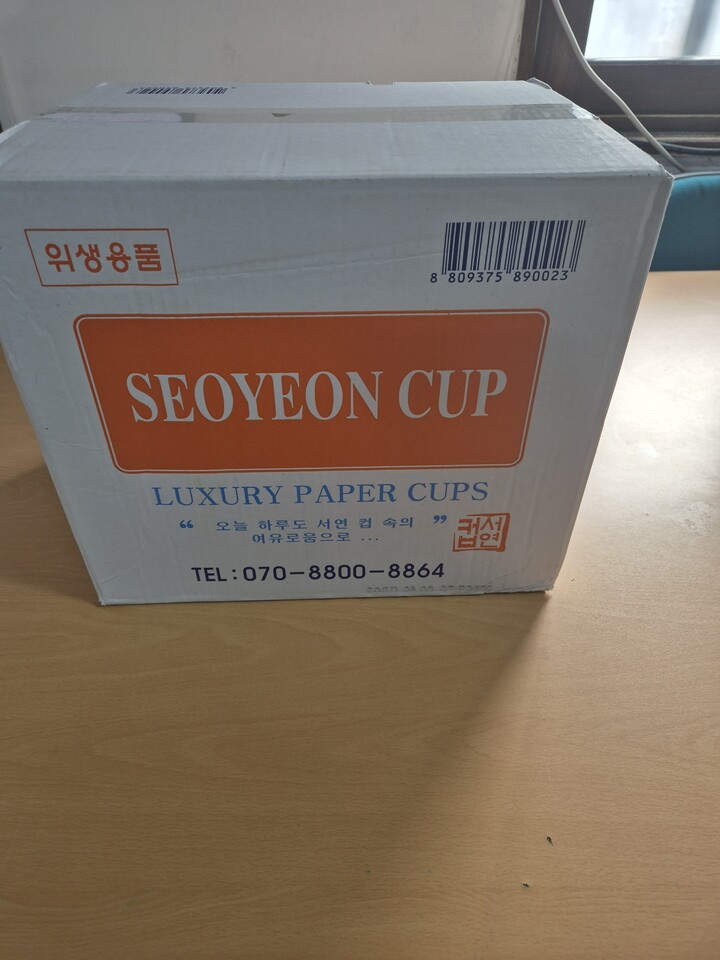 위생용품
8 809375 890023
SEOYEON CUP
LUXURY PAPER CUPS
“ 오늘 하루도 서연 컵 속의 ”
여유로움으로 ...
컵서
연
TEL : 070-8800-8864